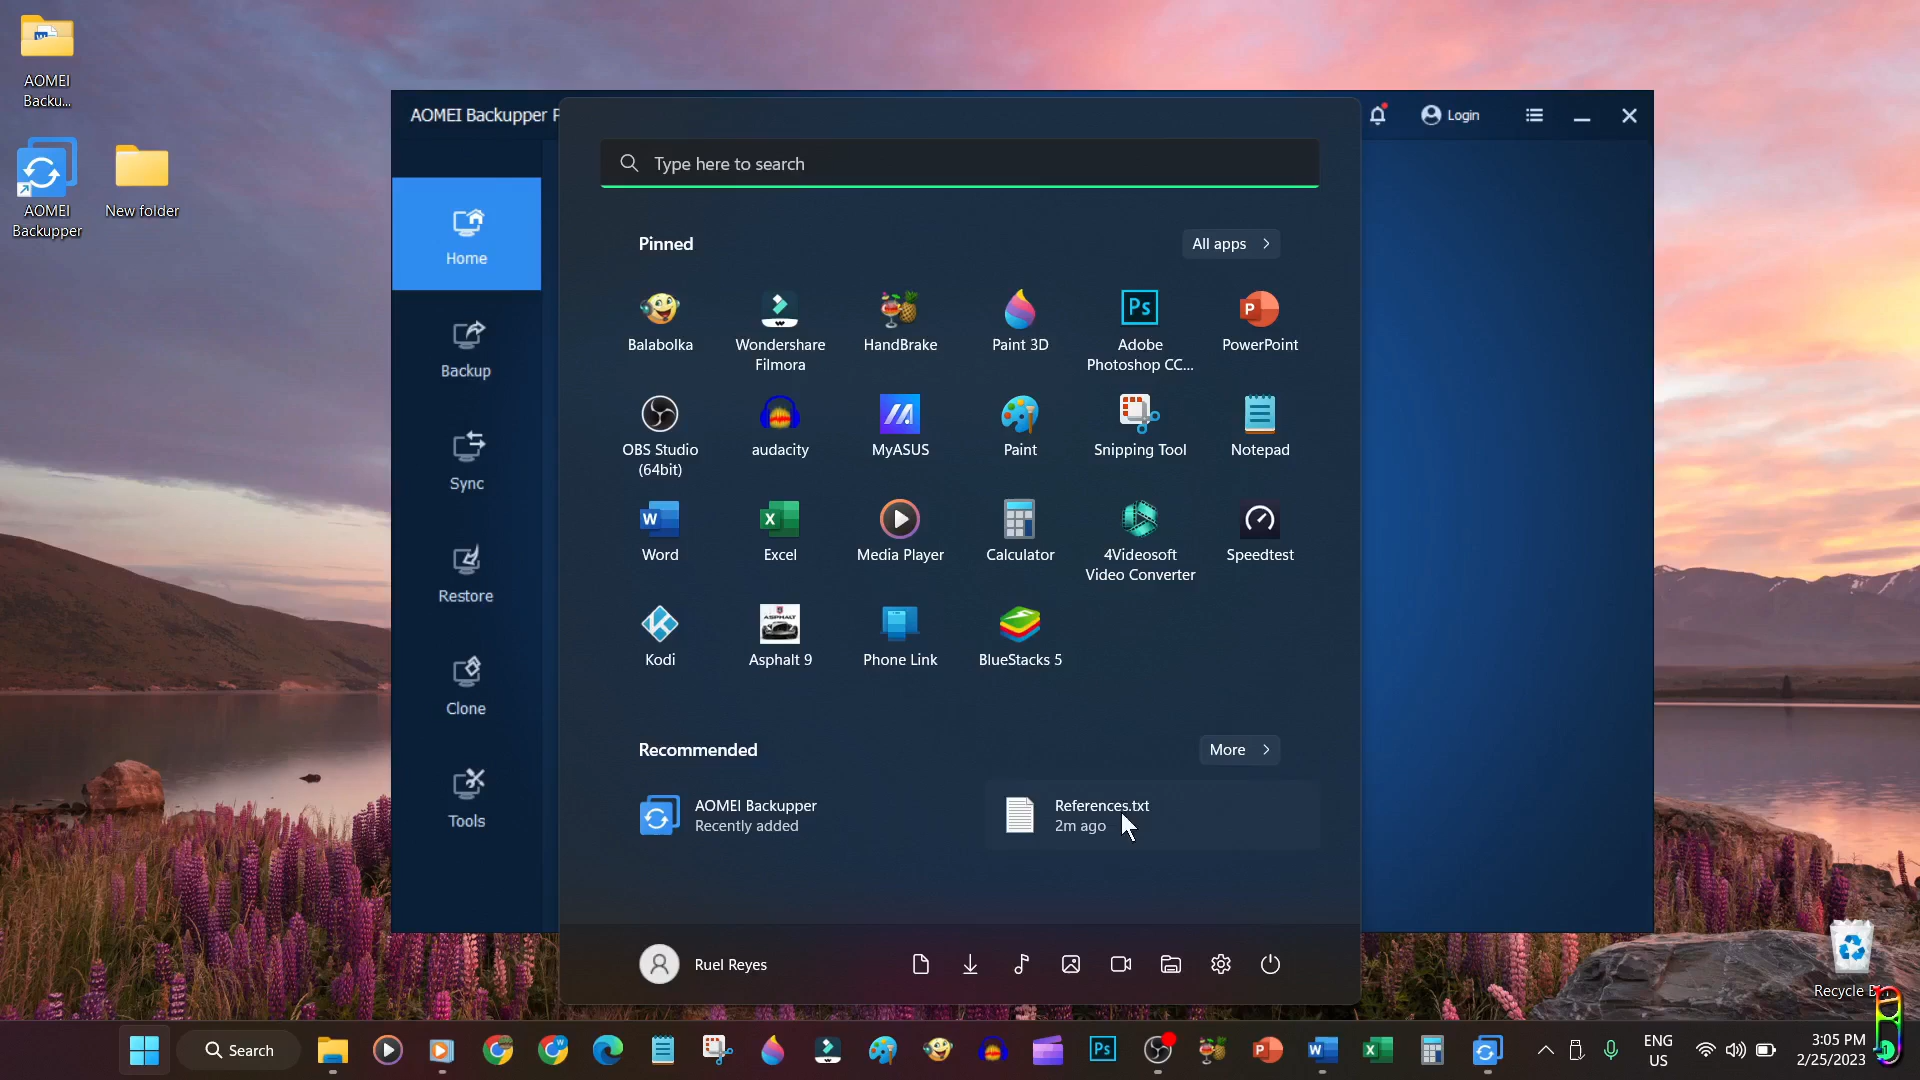 AOMEI
Backu...
AOMEI
Backupper
New folder
AOMEI Backupper
Login
Home
Backup
Sync
Restore
Clone
Tools
Type here to search
Pinned
All apps
Balabolka
Wondershare
Filmora
HandBrake
Paint 3D
Ps
Adobe
Photoshop CC...
P
PowerPoint
OBS Studio
(64bit)
audacity
MyASUS
Paint
Snipping Tool
Notepad
W
Word
X
Excel
Media Player
Calculator
4Videosoft
Video Converter
Speedtest
Kodi
ASPHALT
Asphalt 9
Phone Link
BlueStacks 5
Recommended
More
AOMEI Backupper
Recently added
References.txt
2m ago
Ruel Reyes
Recycle Bin
Search
W
Ps
P
W
X
ENG
US
3:05 PM
2/25/2023